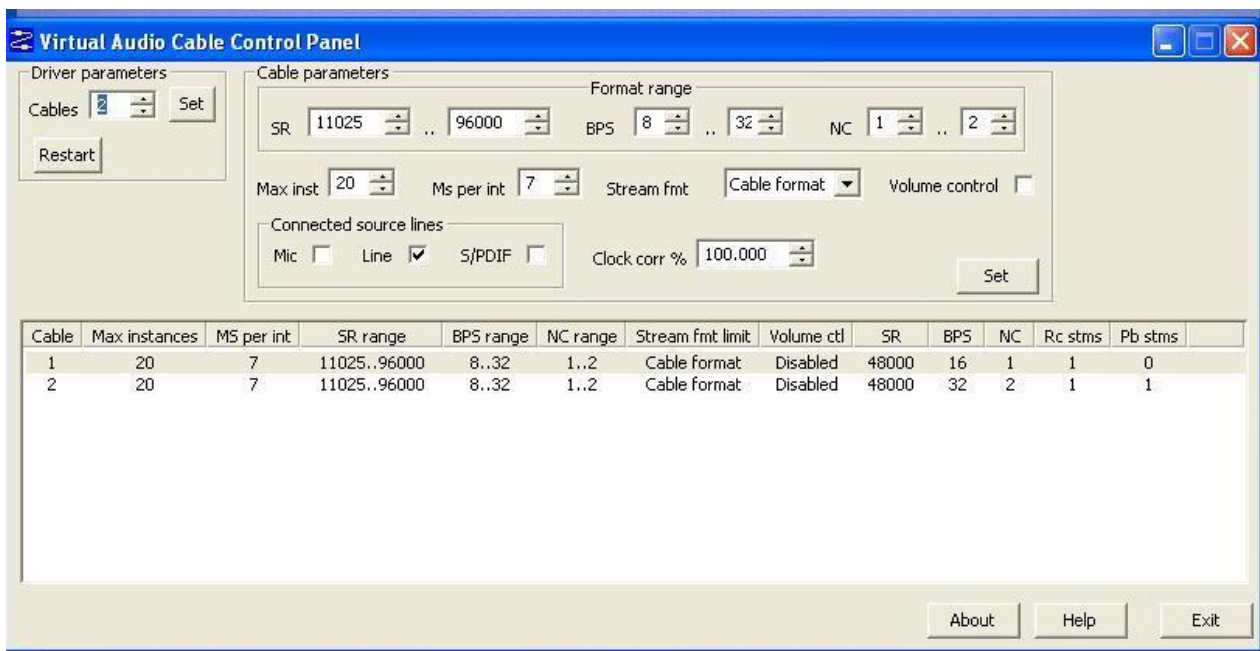 Virtual Audio Cable Control Panel
Driver parameters
Cables 2 Set
Restart
Cable parameters
Format range
SR 11025 .. 96000 BPS 8 .. 32 NC 1 .. 2
Max inst 20 Ms per int 7 Stream fmt Cable format Volume control
Connected source lines
Mic Line S/PDIF
Clock corr % 100.000
Set
Cable Max instances MS per int SR range BPS range NC range Stream fmt limit Volume ctl SR BPS NC Rc stms Pb stms
1 20 7 11025..96000 8..32 1..2 Cable format Disabled 48000 16 1 1 0
2 20 7 11025..96000 8..32 1..2 Cable format Disabled 48000 32 2 1 1
About Help Exit